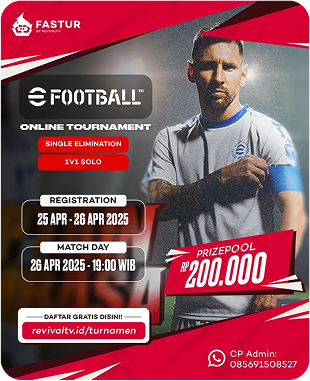 FASTUR
BY REVIVALTV
eFOOTBALL™
ONLINE TOURNAMENT
SINGLE ELIMINATION
1V1 SOLO
REGISTRATION
25 APR - 26 APR 2025
MATCH DAY
26 APR 2025 - 19:00 WIB
PRIZEPOOL
RP 200.000
DAFTAR GRATIS DISINI!
revivaltv.id/turnamen
CP Admin:
085691508527